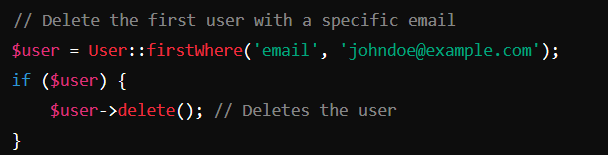 // Delete the first user with a specific email
$user = User::firstWhere('email', 'johndoe@example.com');
if ($user) {
    $user->delete(); // Deletes the user
}